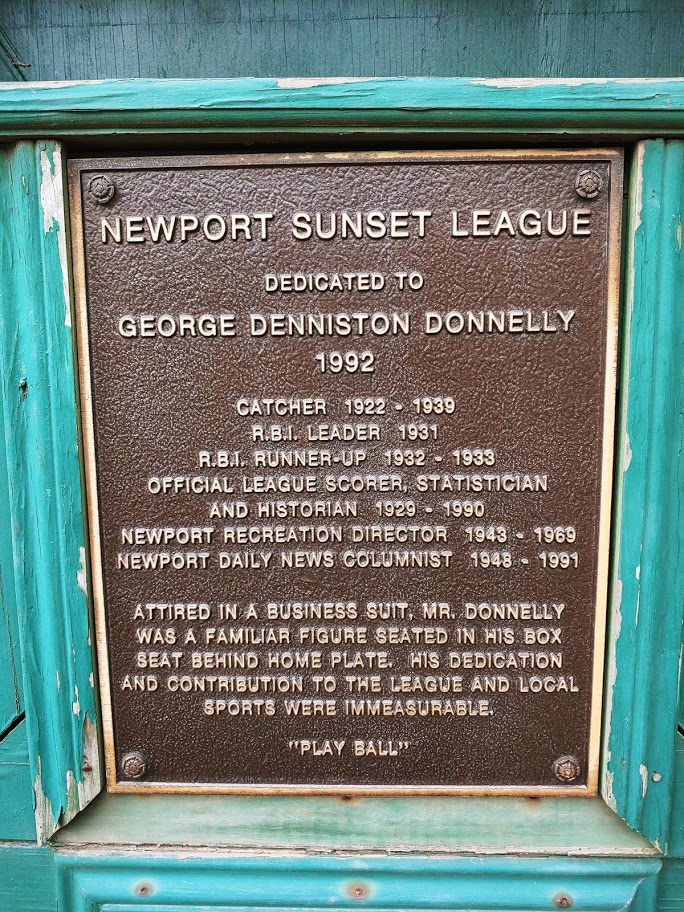 NEWPORT SUNSET LEAGUE
DEDICATED TO
GEORGE DENNISTON DONNELLY
1992
CATCHER 1922 - 1939
R.B.I. LEADER 1931
R.B.I. RUNNER-UP 1932 - 1933
OFFICIAL LEAGUE SCORER, STATISTICIAN
AND HISTORIAN 1929 - 1990
NEWPORT RECREATION DIRECTOR 1943 - 1969
NEWPORT DAILY NEWS COLUMNIST 1948 - 1991
ATTIRED IN A BUSINESS SUIT, MR. DONNELLY
WAS A FAMILIAR FIGURE SEATED IN HIS BOX
SEAT BEHIND HOME PLATE. HIS DEDICATION
AND CONTRIBUTION TO THE LEAGUE AND LOCAL
SPORTS WERE IMMEASURABLE.
"PLAY BALL"